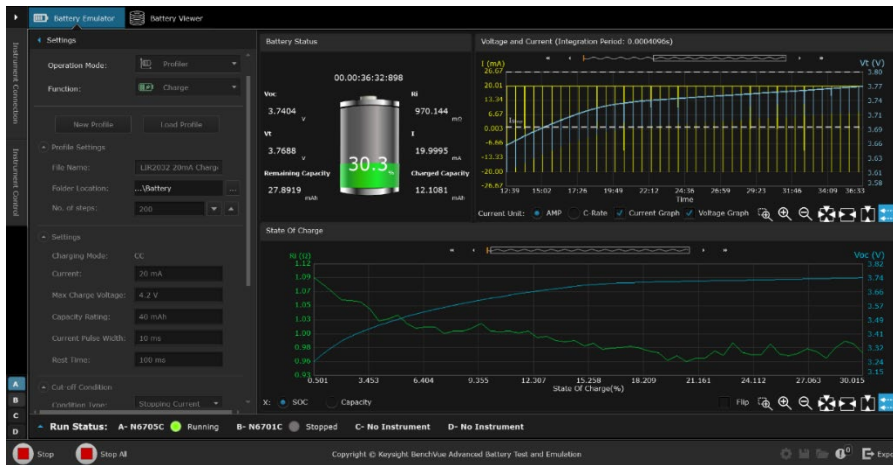 Battery Emulator
Battery Viewer
Instrument Connection
Instrument Control
Settings
Operation Mode: Profiler
Function: Charge
New Profile Load Profile
Profile Settings
File Name: LIR2032 20mA Charg
Folder Location: ...\Battery ...
No. of steps: 200
Settings
Charging Mode: CC
Current: 20 mA
Max Charge Voltage: 4.2 V
Capacity Rating: 40 mAh
Current Pulse Width: 10 ms
Rest Time: 100 ms
Cut-off Condition
Condition Type: Stopping Current
A
B
C
D
Battery Status
00.00:36:32:898
Voc
3.7404 V
Vt
3.7688 V
Remaining Capacity
27.8919 mAh
30.3 %
Ri
970.144 mΩ
I
19.9995 mA
Charged Capacity
12.1081 mAh
Voltage and Current (Integration Period: 0.0004096s)
I (mA) Vt (V)
26.67 3.80
20.01 3.77
13.34 3.74
6.67 3.71
0.003 3.69
-6.66 3.66
-13.33 3.63
-20.00 3.61
-26.67 3.58
12:39 15:02 17:26 19:49 22:12 24:36 26:59 29:23 31:46 34:09 36:33
Time
Current Unit: AMP C-Rate Current Graph Voltage Graph
State Of Charge
Ri (Ω) Voc (V)
1.12 3.82
1.09 3.74
1.07 3.66
1.05 3.57
1.03 3.49
1.00 3.41
0.98 3.32
0.96 3.24
0.93 3.15
0.501 3.453 6.404 9.355 12.307 15.258 18.209 21.161 24.112 27.063 30.015
State Of Charge(%)
X: SOC Capacity Flip
Run Status: A- N6705C Running B- N6701C Stopped C- No Instrument D- No Instrument
Stop Stop All Copyright © Keysight BenchVue Advanced Battery Test and Emulation 0 Expo